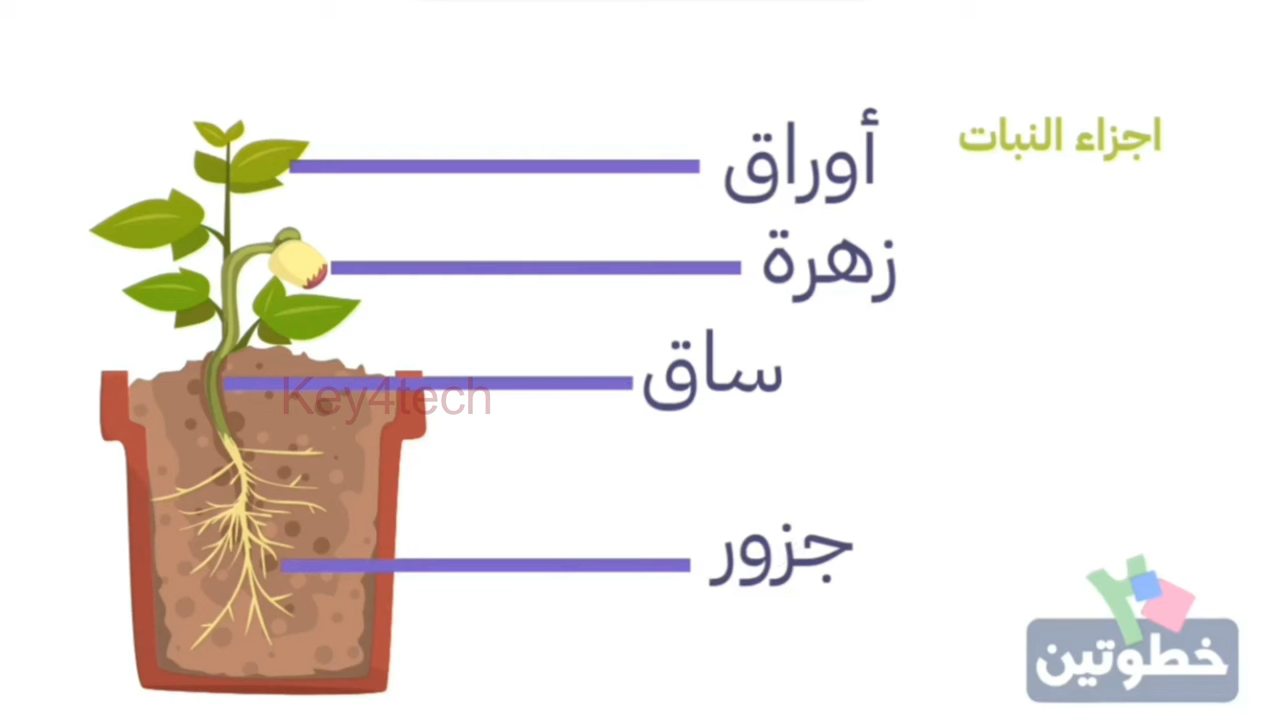 اجزاء النبات
أوراق
زهرة
ساق
Key4tech
جزور
خطوتين